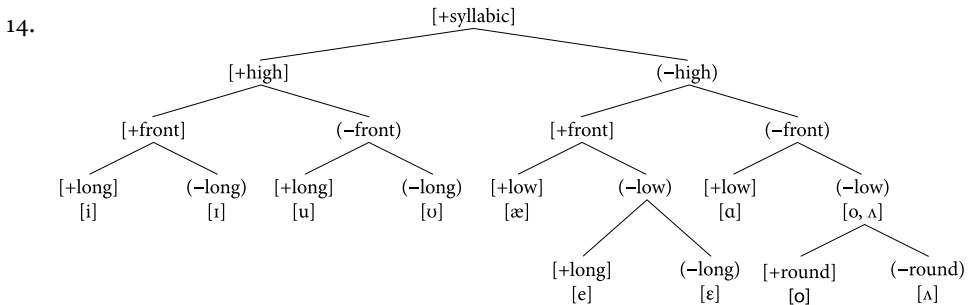 14.
[+syllabic]
[+high] (−high)
[+front] (−front) [+front] (−front)
[+long] (−long) [+long] (−long) [+low] (−low) [+low] (−low)
[i] [ɪ] [u] [ʊ] [æ] [ɑ] [o, ʌ]
[+long] (−long) [+round] (−round)
[e] [ɛ] [o] [ʌ]